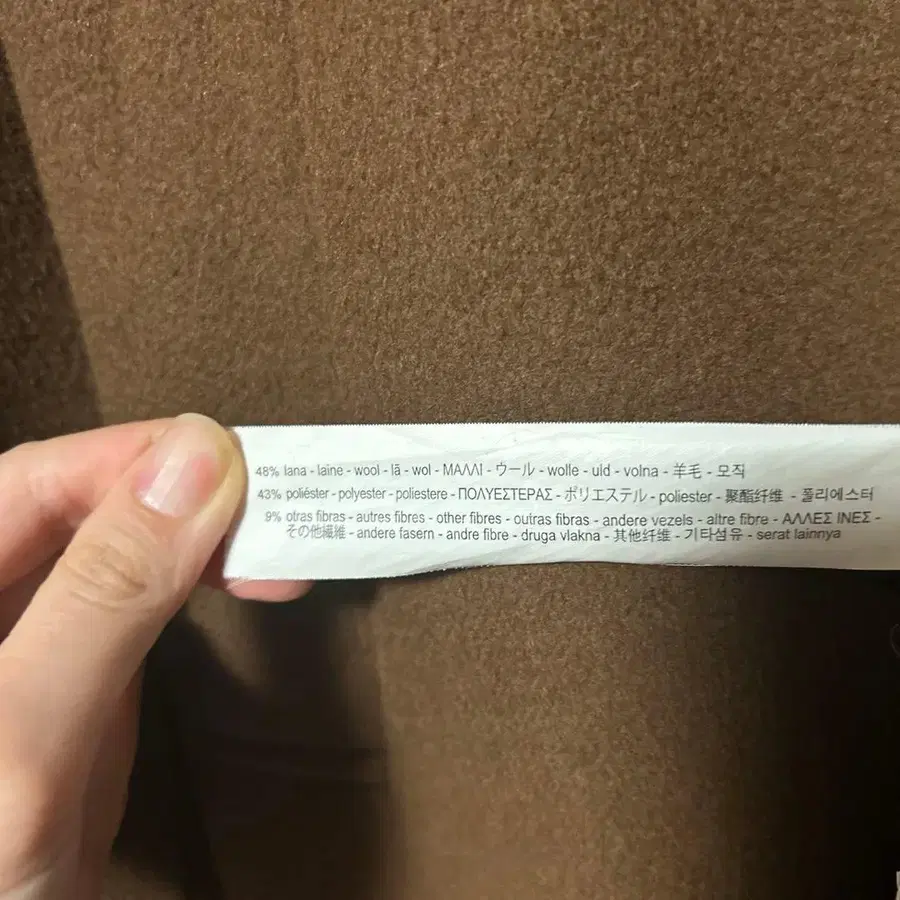 48% lana - laine - wool - lã - wol - ΜΑΛΛΙ - ウール - wolle - uld - volna - 羊毛 - 모직
43% poliéster - polyester - poliestere - ΠΟΛΥΕΣΤΕΡΑΣ - ポリエステル - poliester - 聚酯纤维 - 폴리에스터
9% otras fibras - autres fibres - other fibres - outras fibras - andere vezels - altre fibre - ΑΛΛΕΣ ΙΝΕΣ -
その他繊維 - andere fasern - andre fibre - druga vlakna - 其他纤维 - 기타섬유 - serat lainnya